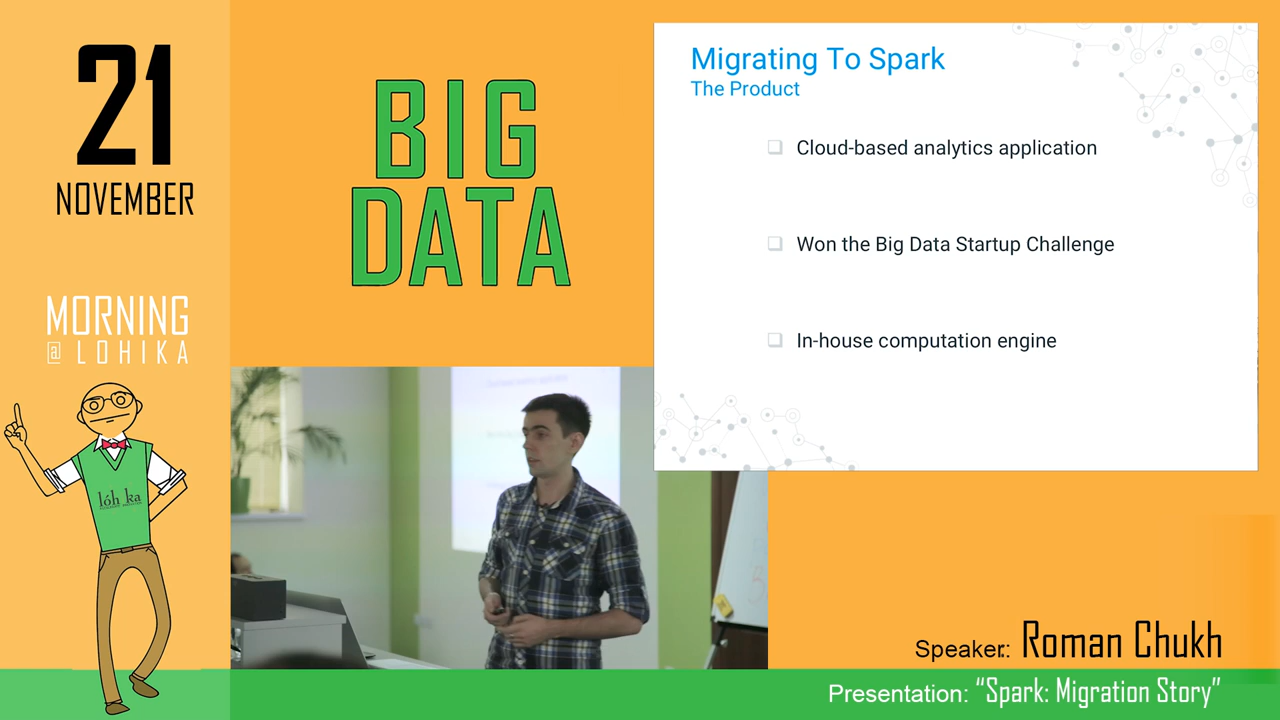 21
NOVEMBER
MORNING
@ LOHIKA
lóh ka
BIG
DATA
Migrating To Spark
The Product
Cloud-based analytics application
Won the Big Data Startup Challenge
In-house computation engine
Speaker: Roman Chukh
Presentation: “Spark: Migration Story”